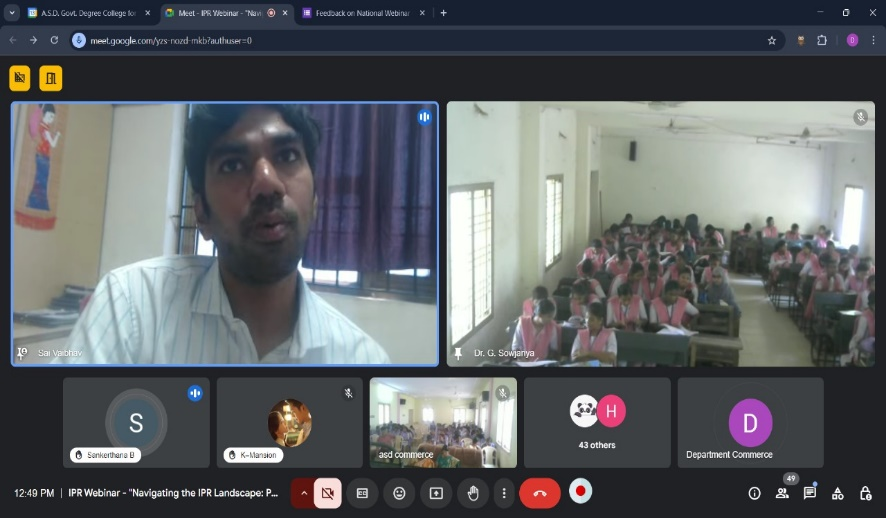 A.S.D. Govt. Degree College for
Meet - IPR Webinar - "Navi
Feedback on National Webinar
meet.google.com/yzs-nozd-mkb?authuser=0
Sai Vaibhav
Dr. G. Sowjanya
S
Sankerthana B
K-Mansion
asd commerce
H
43 others
D
Department Commerce
12:49 PM | IPR Webinar - "Navigating the IPR Landscape: P...
49